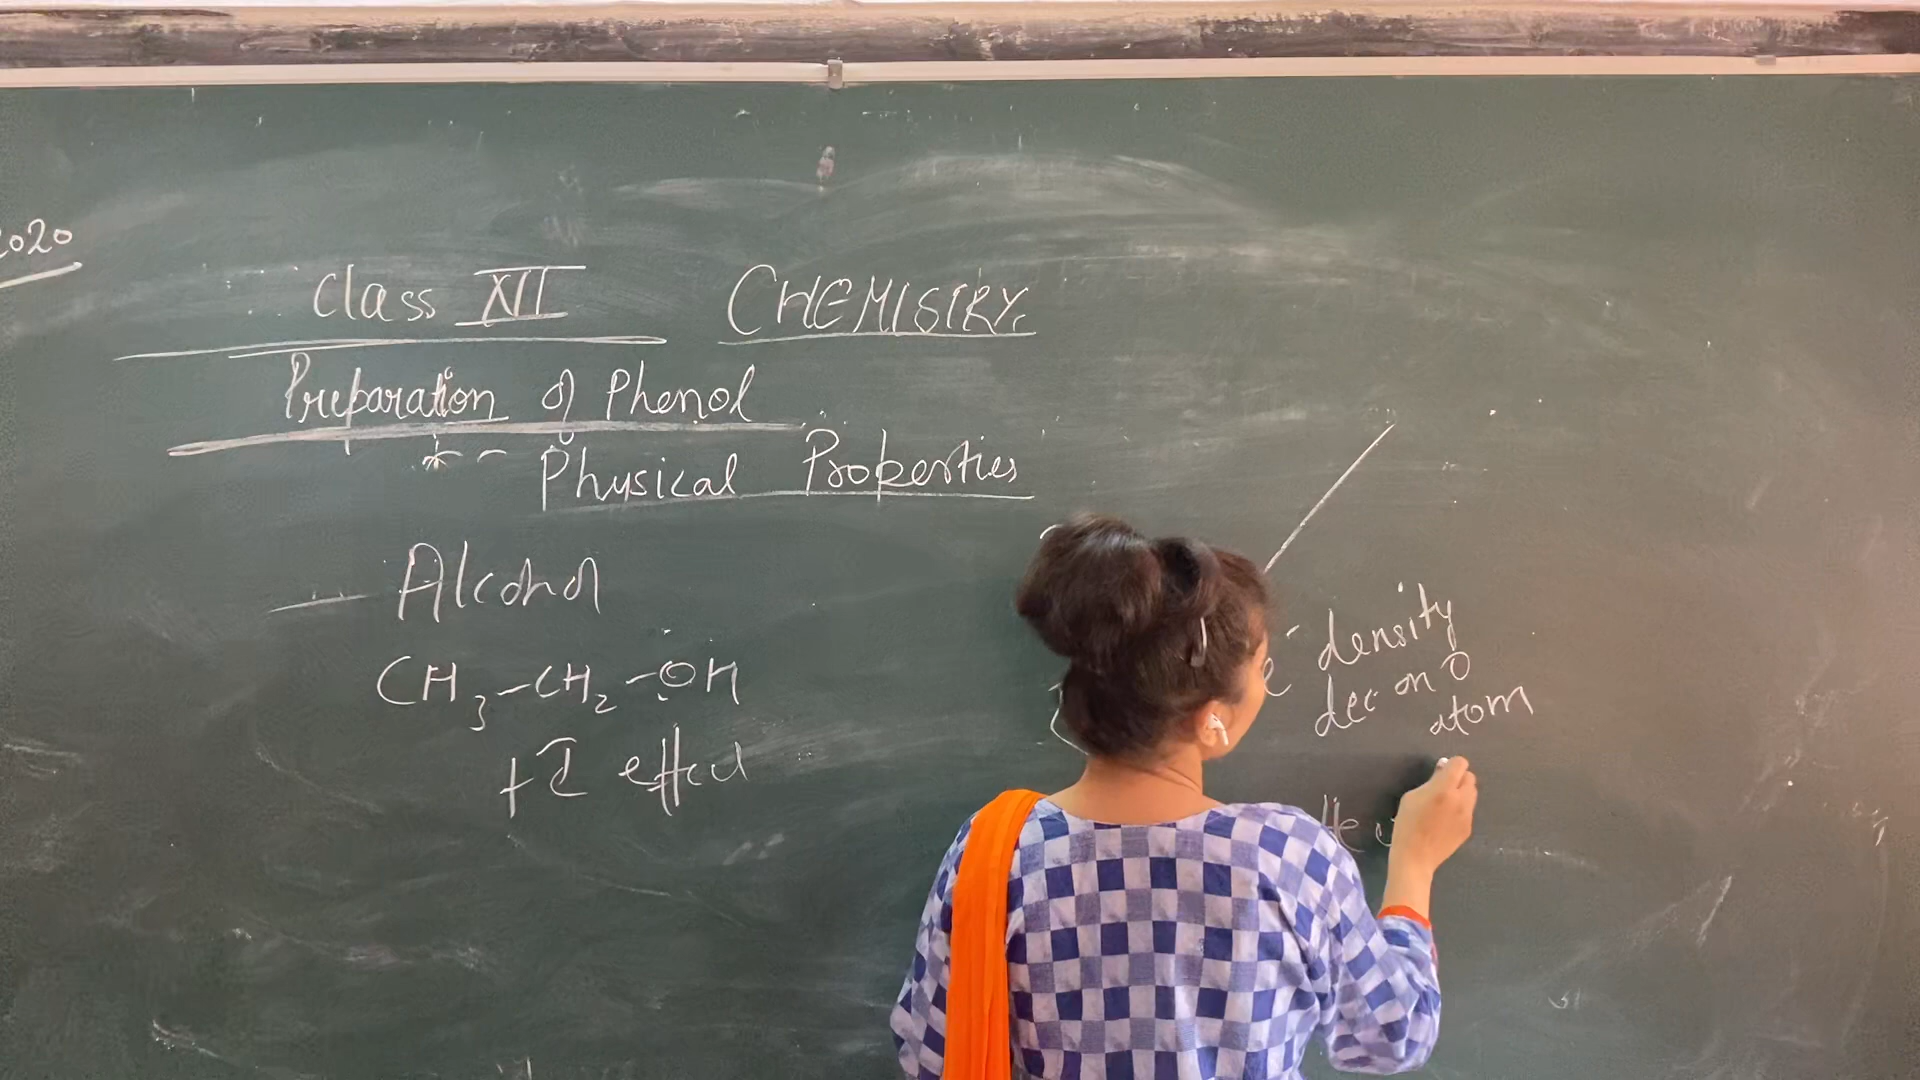 2020
Class XII CHEMISTRY
Preparation of Phenol
Physical Properties
Alcohol
CH3-CH2-OH
+I effect
e- density
dec on O
atom